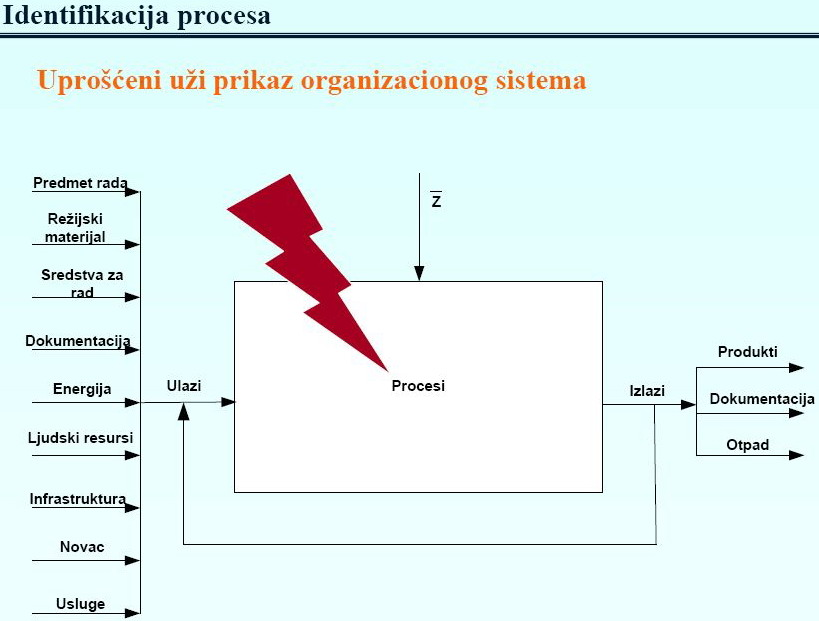 Identifikacija procesa
Uprošćeni uži prikaz organizacionog sistema
Predmet rada
Režijski
materijal
Sredstva za
rad
Dokumentacija
Energija
Ljudski resursi
Infrastruktura
Novac
Usluge
Ulazi
Z̅
Procesi
Izlazi
Produkti
Dokumentacija
Otpad